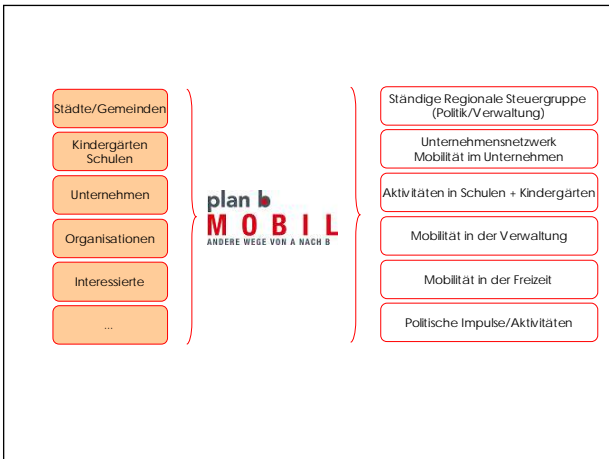 Städte/Gemeinden
Kindergärten
Schulen
Unternehmen
Organisationen
Interessierte
...
plan b
MOBIL
ANDERE WEGE VON A NACH B
Ständige Regionale Steuergruppe
(Politik/Verwaltung)
Unternehmensnetzwerk
Mobilität im Unternehmen
Aktivitäten in Schulen + Kindergärten
Mobilität in der Verwaltung
Mobilität in der Freizeit
Politische Impulse/Aktivitäten